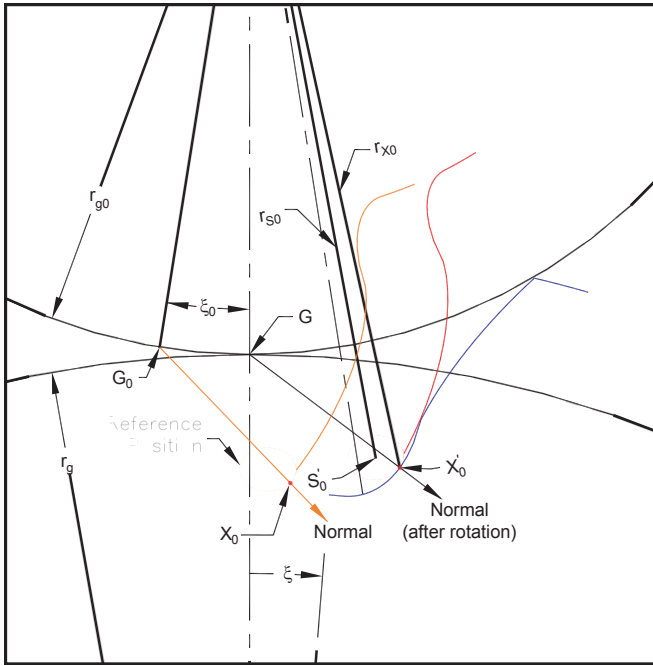 r_X0
r_g0
r_S0
ξ_0
G
G_0
r_g
S'_0
X'_0
Normal
(after rotation)
X_0
Normal
ξ